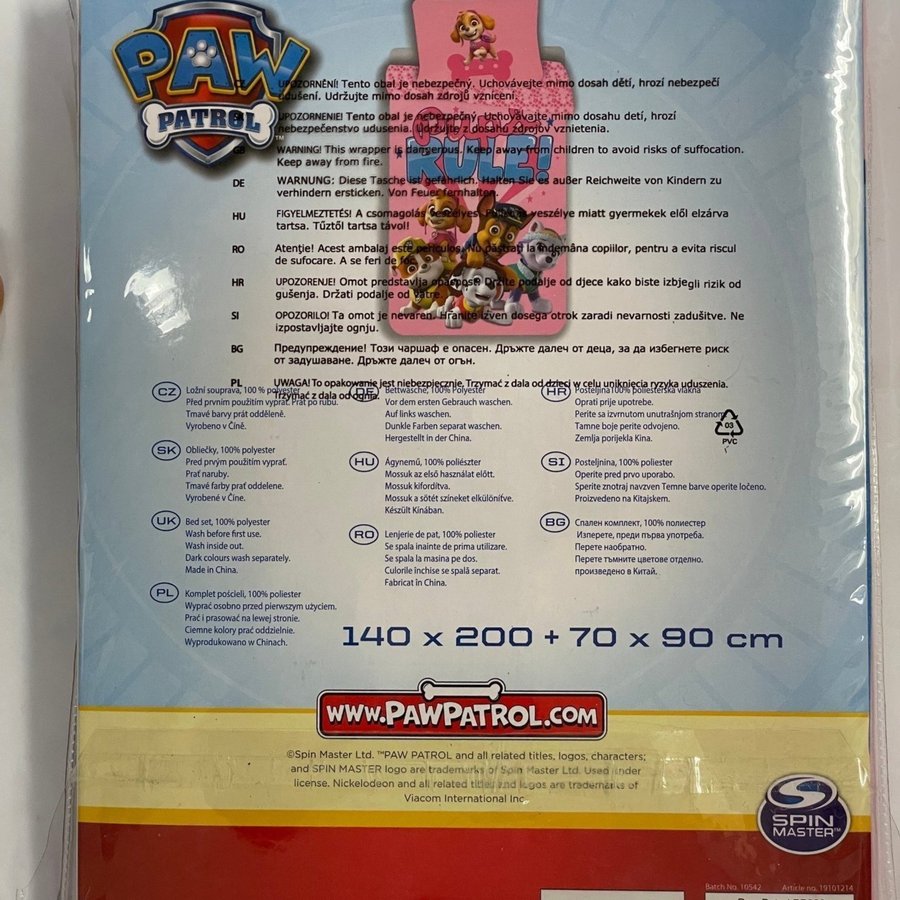 PAW
PATROL
RULE!
CZ UPOZORNĚNÍ! Tento obal je nebezpečný. Uchovávejte mimo dosah dětí, hrozí nebezpečí
udušení. Udržujte mimo dosah zdrojů vznícení.
UPOZORNENIE! Tento obal je nebezpečný. Uchovávajte mimo dosahu detí, hrozí
nebezpečenstvo udusenia. Udržujte z dosahu zdrojov vznietenia.
GB WARNING! This wrapper is dangerous. Keep away from children to avoid risks of suffocation.
Keep away from fire.
DE WARNUNG: Diese Tasche ist gefährlich. Halten Sie es außer Reichweite von Kindern zu
verhindern ersticken. Von Feuer fernhalten.
HU FIGYELMEZTETÉS! A csomagolás veszélyes. veszélye miatt gyermekek elől elzárva
tartsa. Tűztől tartsa távol!
RO Atenţie! Acest ambalaj este periculos. Nu păstraţi la îndemâna copiilor, pentru a evita riscul
de sufocare. A se feri de foc.
HR UPOZORENJE! Omot predstavlja opasnost. Držite podalje od djece kako biste izbjegli rizik od
gušenja. Držati podalje od vatre.
SI OPOZORILO! Ta omot je nevaren. Hranite izven dosega otrok zaradi nevarnosti zadušitve. Ne
izpostavljajte ognju.
BG Предупреждение! Този чаршаф е опасен. Дръжте далеч от деца, за да избегнете риск
от задушаване. Дръжте далеч от огън.
PL UWAGA! To opakowanie jest niebezpiecznie. Trzymać z dala od dzieci w celu uniknięcia ryzyka uduszenia.
Trzymać z dala od ognia.
CZ Ložní souprava, 100 % polyester
Před prvním použitím vyprat. Prát po rubu.
Tmavé barvy prát odděleně.
Vyrobeno v Číně.
SK Obliečky, 100% polyester
Pred prvým použitím vyprať.
Prať naruby.
Tmavé farby prať oddelene.
Vyrobené v Číne.
UK Bed set, 100% polyester
Wash before first use.
Wash inside out.
Dark colours wash separately.
Made in China.
PL Komplet pościeli, 100% polyester
Wyprać osobno przed pierwszym użyciem.
Prać i prasować na lewej stronie.
Ciemne kolory prać oddzielnie.
Wyprodukowano w Chinach.
DE Bettwäsche, 100% Polyester
Vor dem ersten Gebrauch waschen.
Auf links waschen.
Dunkle Farben separat waschen.
Hergestellt in der China.
HU Ágynemű, 100% poliészter
Mossuk az első használat előtt.
Mossuk kifordítva.
Mossuk a sötét színeket elkülönítve.
Készült Kínában.
RO Lenjerie de pat, 100% poliester
Se spala inainte de prima utilizare.
Se spala la masina pe dos.
Culorile închise se spală separat.
Fabricat în China.
HR Posteljina 100% poliesterska vlakna
Oprati prije upotrebe.
Perite sa izvrnutom unutrašnjom stranom.
Tamne boje perite odvojeno.
Zemlja porijekla Kina.
SI Posteljnina, 100% poliester
Operite pred prvo uporabo.
Sperite znotraj navzven Temne barve operite ločeno.
Proizvedeno na Kitajskem.
BG Спален комплект, 100% полиестер
Изперете, преди първа употреба.
Перете наобратно.
Перете тъмните цветове отделно.
произведено в Китай.
03
PVC
140 x 200 + 70 x 90 cm
WWW.PAWPATROL.COM
©Spin Master Ltd. ™PAW PATROL and all related titles, logos, characters;
and SPIN MASTER logo are trademarks of Spin Master Ltd. Used under
license. Nickelodeon and all related titles and logos are trademarks of
Viacom International Inc.
SPIN
MASTER™
Batch No. 10542 Article no. 19101214